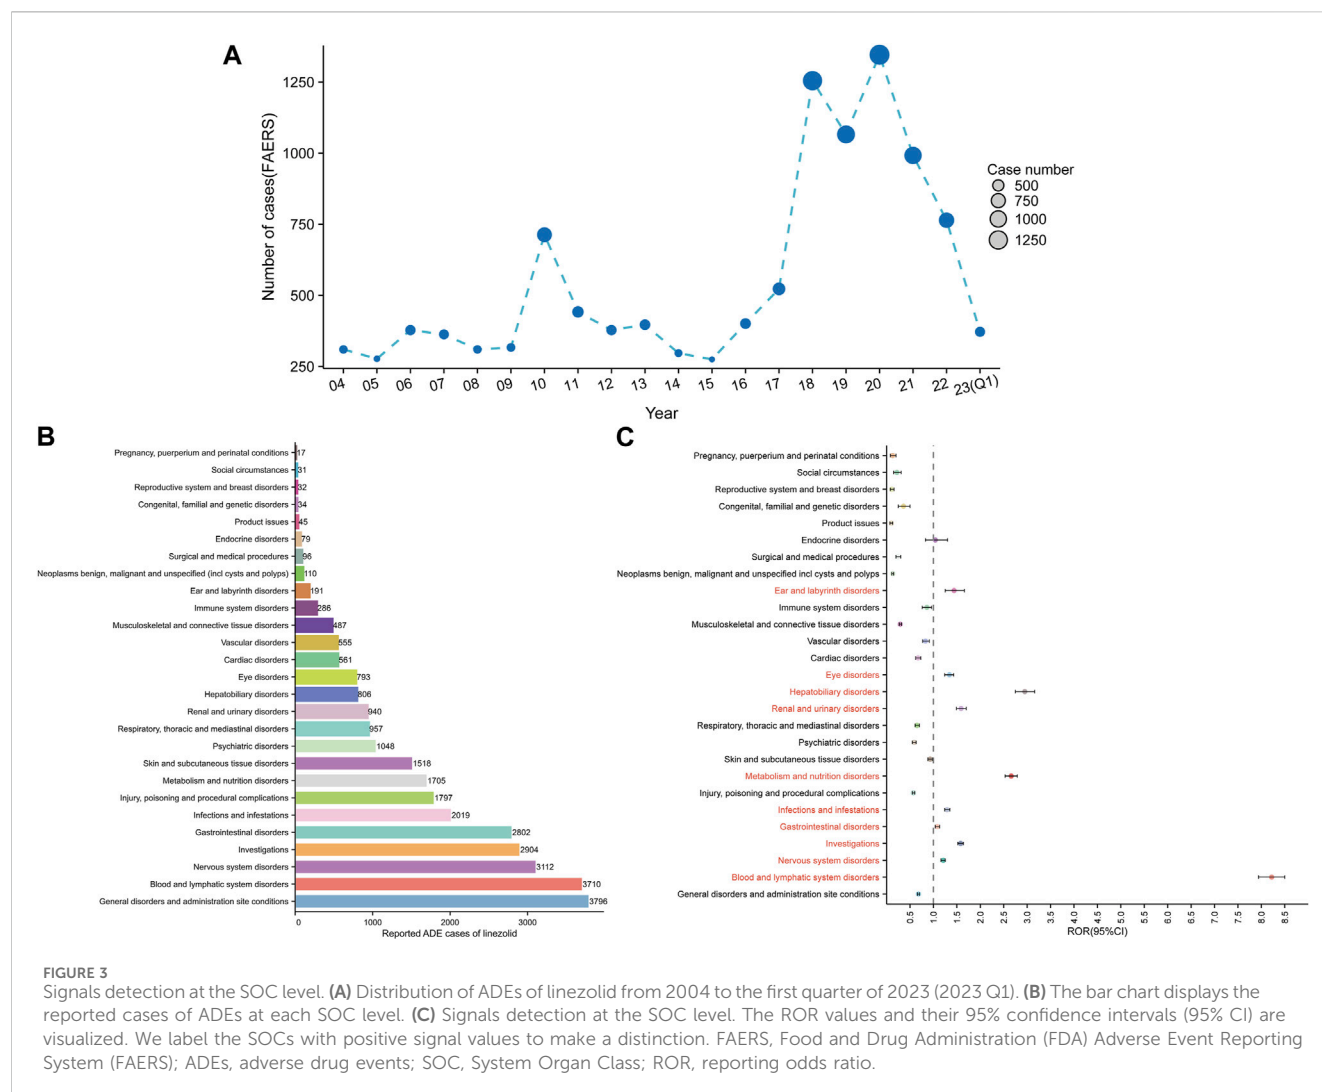 A
Number of cases(FAERS)
1250
1000
750
500
250
04 05 06 07 08 09 10 11 12 13 14 15 16 17 18 19 20 21 22 23(Q1)
Year
Case number
500
750
1000
1250
B
Pregnancy, puerperium and perinatal conditions 17
Social circumstances 31
Reproductive system and breast disorders 32
Congenital, familial and genetic disorders 34
Product issues 45
Endocrine disorders 79
Surgical and medical procedures 96
Neoplasms benign, malignant and unspecified (incl cysts and polyps) 110
Ear and labyrinth disorders 191
Immune system disorders 286
Musculoskeletal and connective tissue disorders 487
Vascular disorders 555
Cardiac disorders 561
Eye disorders 793
Hepatobiliary disorders 806
Renal and urinary disorders 940
Respiratory, thoracic and mediastinal disorders 957
Psychiatric disorders 1048
Skin and subcutaneous tissue disorders 1518
Metabolism and nutrition disorders 1705
Injury, poisoning and procedural complications 1797
Infections and infestations 2019
Gastrointestinal disorders 2802
Investigations 2904
Nervous system disorders 3112
Blood and lymphatic system disorders 3710
General disorders and administration site conditions 3796
0 1000 2000 3000
Reported ADE cases of linezolid
C
Pregnancy, puerperium and perinatal conditions
Social circumstances
Reproductive system and breast disorders
Congenital, familial and genetic disorders
Product issues
Endocrine disorders
Surgical and medical procedures
Neoplasms benign, malignant and unspecified incl cysts and polyps
Ear and labyrinth disorders
Immune system disorders
Musculoskeletal and connective tissue disorders
Vascular disorders
Cardiac disorders
Eye disorders
Hepatobiliary disorders
Renal and urinary disorders
Respiratory, thoracic and mediastinal disorders
Psychiatric disorders
Skin and subcutaneous tissue disorders
Metabolism and nutrition disorders
Injury, poisoning and procedural complications
Infections and infestations
Gastrointestinal disorders
Investigations
Nervous system disorders
Blood and lymphatic system disorders
General disorders and administration site conditions
0.5 1.0 1.5 2.0 2.5 3.0 3.5 4.0 4.5 5.0 5.5 6.0 6.5 7.0 7.5 8.0 8.5
ROR(95%CI)
FIGURE 3
Signals detection at the SOC level. (A) Distribution of ADEs of linezolid from 2004 to the first quarter of 2023 (2023 Q1). (B) The bar chart displays the
reported cases of ADEs at each SOC level. (C) Signals detection at the SOC level. The ROR values and their 95% confidence intervals (95% CI) are
visualized. We label the SOCs with positive signal values to make a distinction. FAERS, Food and Drug Administration (FDA) Adverse Event Reporting
System (FAERS); ADEs, adverse drug events; SOC, System Organ Class; ROR, reporting odds ratio.